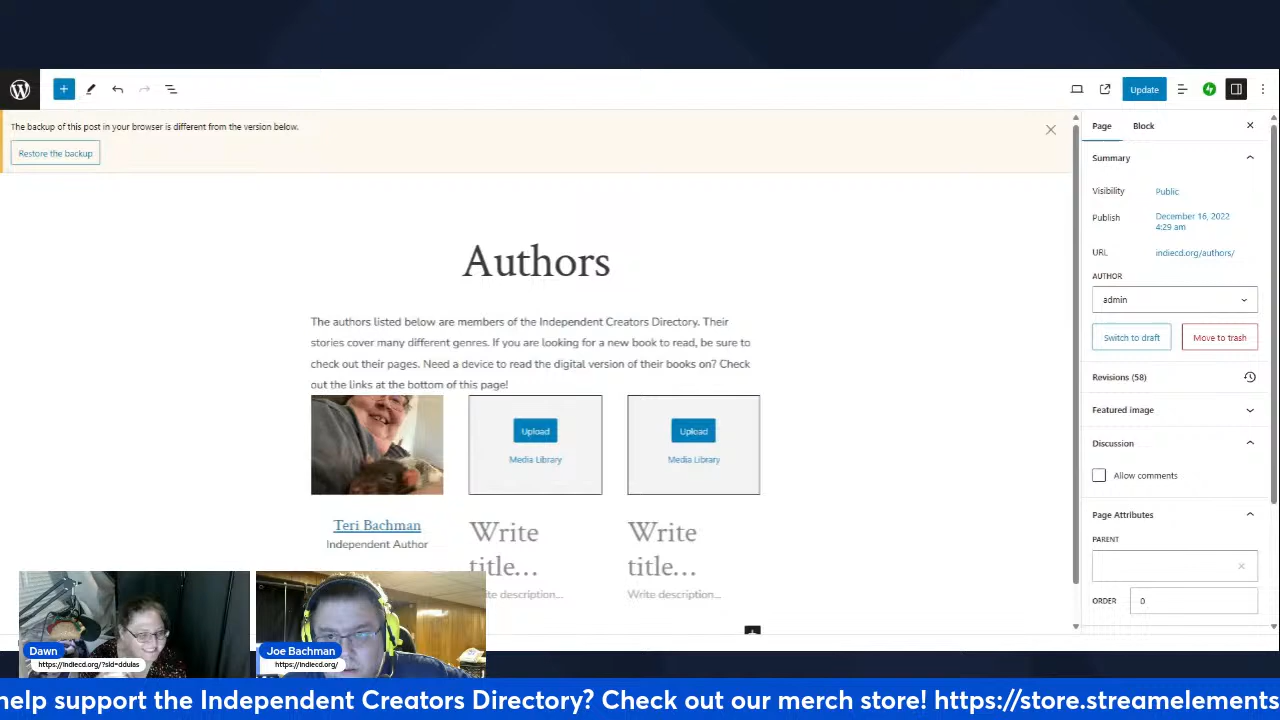 Update
The backup of this post in your browser is different from the version below.
Restore the backup
Page
Block
Summary
Visibility
Public
Publish
December 16, 2022
4:29 am
URL
indiecd.org/authors/
AUTHOR
admin
Switch to draft
Move to trash
Revisions (58)
Featured image
Discussion
Allow comments
Page Attributes
PARENT
ORDER
0
Authors
The authors listed below are members of the Independent Creators Directory. Their
stories cover many different genres. If you are looking for a new book to read, be sure to
check out their pages. Need a device to read the digital version of their books on? Check
out the links at the bottom of this page!
Upload
Media Library
Upload
Media Library
Teri Bachman
Independent Author
Write
title...
description...
Write
title...
Write description...
Dawn
https://indiecd.org/?sid=ddulas
Joe Bachman
https://indiecd.org/
help support the Independent Creators Directory? Check out our merch store! https://store.streamelements